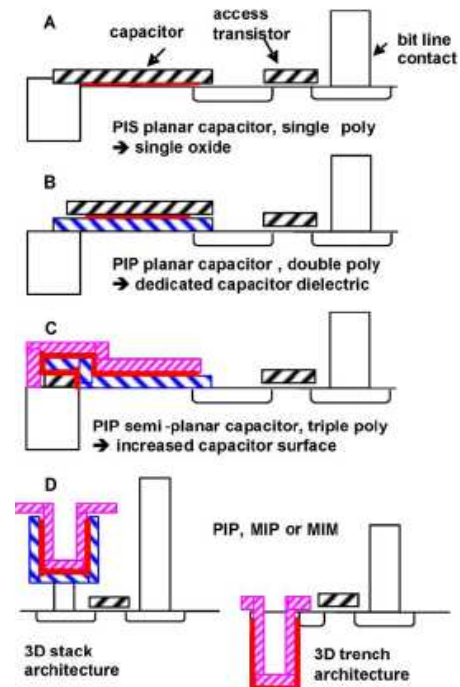 A
capacitor
access
transistor
bit line
contact
PIS planar capacitor, single poly
➔ single oxide
B
PIP planar capacitor , double poly
➔ dedicated capacitor dielectric
C
PIP semi -planar capacitor, triple poly
➔ increased capacitor surface
D
PIP, MIP or MIM
3D stack
architecture
3D trench
architecture